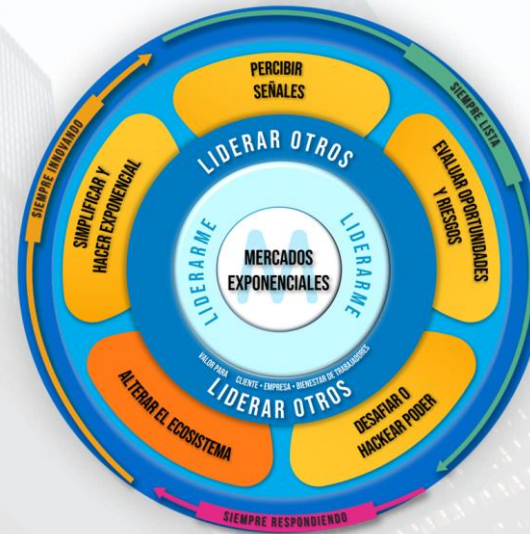 PERCIBIR
SEÑALES
SIEMPRE LISTA
EVALUAR OPORTUNIDADES
Y RIESGOS
DESAFIAR O
HACKEAR PODER
SIEMPRE RESPONDIENDO
ALTERAR EL ECOSISTEMA
SIMPLIFICAR Y
HACER EXPONENCIAL
SIEMPRE INNOVANDO
LIDERAR OTROS
LIDERARME
LIDERARME
M
MERCADOS
EXPONENCIALES
VALOR PARA CLIENTE • EMPRESA • BIENESTAR DE TRABAJADORES
LIDERAR OTROS